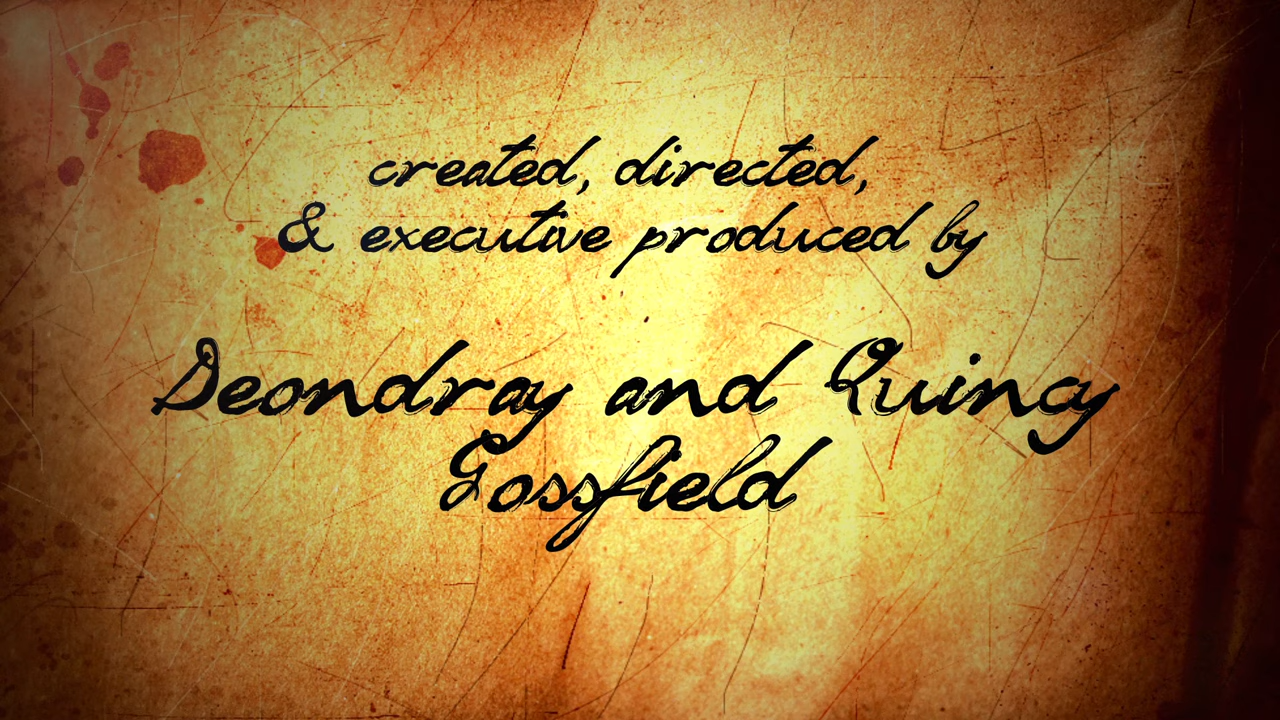 created, directed,
& executive produced by
Deondray and Quincy
Gossfield